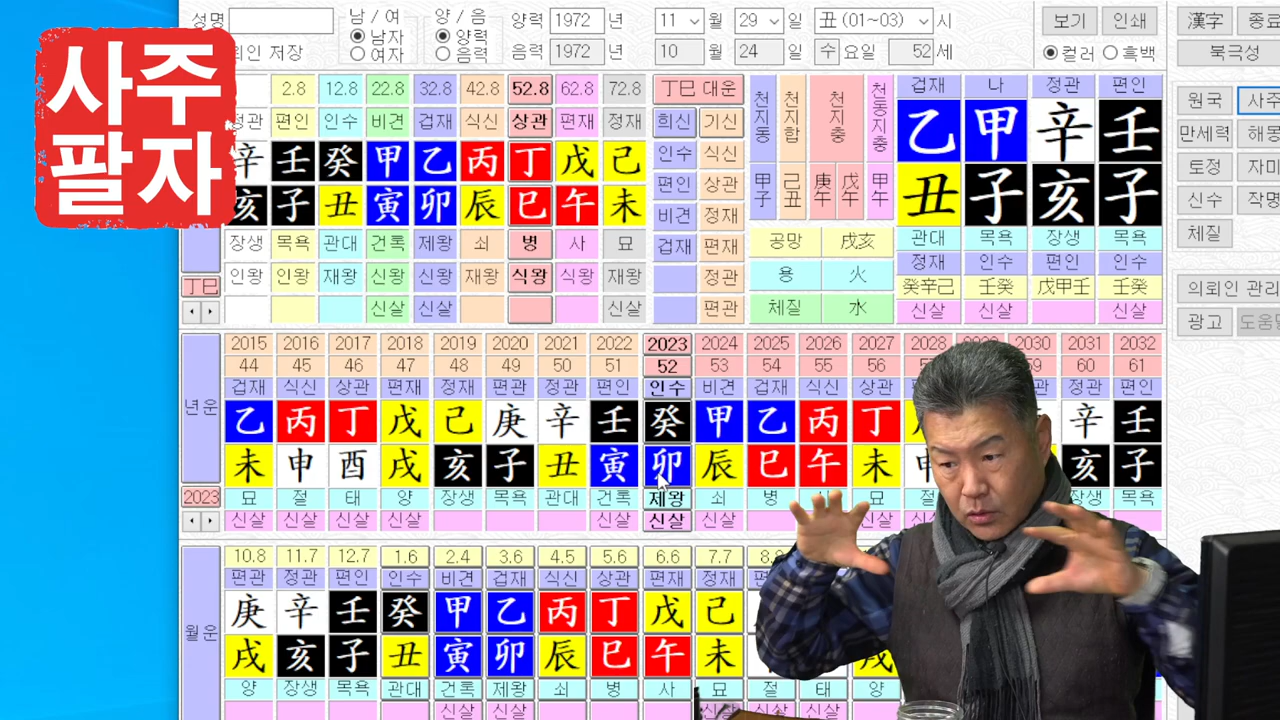 성명
남 / 여
남자
여자
양 / 음
양력
음력
양력 1972 년 11 월 29 일 丑 (01~03) 시
음력 1972 년 10 월 24 일 수 요일 52 세
보기 인쇄
컬러 흑백
漢字
북극성
뢰인 저장
사주
팔자
2.8 12.8 22.8 32.8 42.8 52.8 62.8 72.8
정관 편인 인수 비견 겁재 식신 상관 편재 정재
辛 壬 癸 甲 乙 丙 丁 戊 己
亥 子 丑 寅 卯 辰 巳 午 未
장생 목욕 관대 건록 제왕 쇠 병 사 묘
인왕 인왕 재왕 신왕 신왕 재왕 식왕 식왕 재왕
신살 신살 신살
丁巳
丁巳 대운
희신 기신
인수 식신
편인 상관
비견 정재
겁재 편재
정관
편관
천지동 천지합 천지충 천동지충
甲子 己丑 庚午 戊午 甲午
공망 戌亥
용 火
체질 水
겁재 나 정관 편인
乙 甲 辛 壬
丑 子 亥 子
관대 목욕 장생 목욕
정재 인수 편인 인수
癸辛己 壬癸 戊甲壬 壬癸
신살 신살 신살
원국 사주
만세력 해몽
토정
신수
체질
의뢰인 관리
광고
년운
2023
2015 2016 2017 2018 2019 2020 2021 2022 2023 2024 2025 2026 2027 2028 2030 2031 2032
44 45 46 47 48 49 50 51 52 53 54 55 56 60 61
겁재 식신 상관 편재 정재 편관 정관 편인 인수 비견 겁재 식신 상관 정관 편인
乙 丙 丁 戊 己 庚 辛 壬 癸 甲 乙 丙 丁 辛 壬
未 申 酉 戌 亥 子 丑 寅 卯 辰 巳 午 未 亥 子
묘 절 태 양 장생 목욕 관대 건록 제왕 쇠 병 묘 장생 목욕
신살 신살 신살 신살 신살 신살 신살 신살 신살 신살
월운
10.8 11.7 12.7 1.6 2.4 3.6 4.5 5.6 6.6 7.7
편관 정관 편인 인수 비견 겁재 식신 상관 편재 정재
庚 辛 壬 癸 甲 乙 丙 丁 戊 己
戌 亥 子 丑 寅 卯 辰 巳 午 未
양 장생 목욕 관대 건록 제왕 쇠 병 사 묘 절 태 양
신살 신살 신살